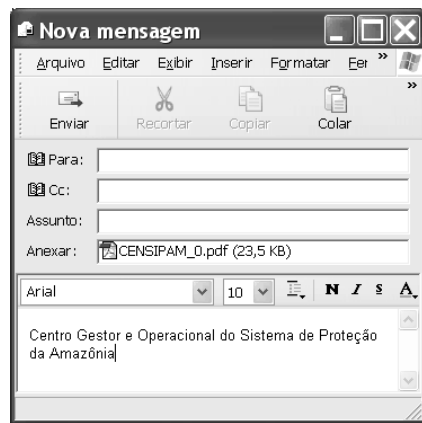 Nova mensagem
Arquivo Editar Exibir Inserir Formatar Fer »
Enviar Recortar Copiar Colar »
Para:
Cc:
Assunto:
Anexar: CENSIPAM_0.pdf (23,5 KB)
Arial 10 N I s A
Centro Gestor e Operacional do Sistema de Proteção
da Amazônia